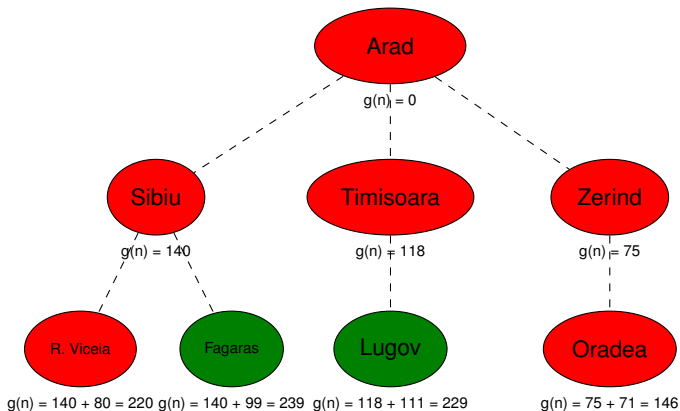 Arad
g(n) = 0
Sibiu
Timisoara
Zerind
g(n) = 140
g(n) = 118
g(n) = 75
R. Viceia
Fagaras
Lugov
Oradea
g(n) = 140 + 80 = 220
g(n) = 140 + 99 = 239
g(n) = 118 + 111 = 229
g(n) = 75 + 71 = 146